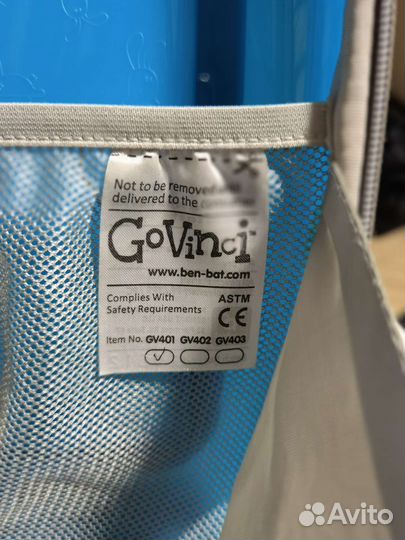 Not to be removed
delivered to the
GoVinci
www.ben-bat.com
Complies With ASTM
Safety Requirements CE
Item No. GV401 GV402 GV403
Avito